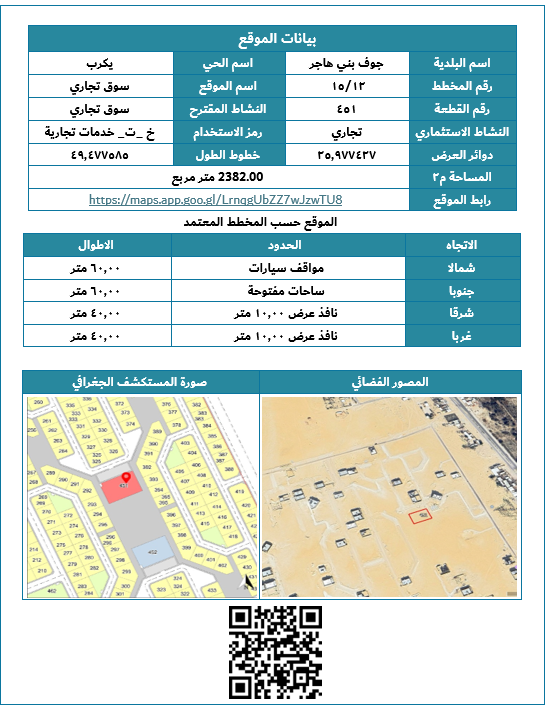 بيانات الموقع
اسم البلدية جوف بني هاجر اسم الحي يكرب
رقم المخطط ١٥/١٢ اسم الموقع سوق تجاري
رقم القطعة ٤٥١ النشاط المقترح سوق تجاري
النشاط الاستثماري تجاري رمز الاستخدام خ _ت_ خدمات تجارية
دوائر العرض ٢٥,٩٧٧٤٢٧ خطوط الطول ٤٩,٤٧٧٥٨٥
المساحة م٢ 2382.00 متر مربع
رابط الموقع https://maps.app.goo.gl/LrnqgUbZZ7wJzwTU8
الموقع حسب المخطط المعتمد
الاتجاه الحدود الاطوال
شمالا مواقف سيارات ٦٠,٠٠ متر
جنوبا ساحات مفتوحة ٦٠,٠٠ متر
شرقا نافذ عرض ١٠,٠٠ متر ٤٠,٠٠ متر
غربا نافذ عرض ١٠,٠٠ متر ٤٠,٠٠ متر
المصور الفضائي صورة المستكشف الجغرافي
451
452
462